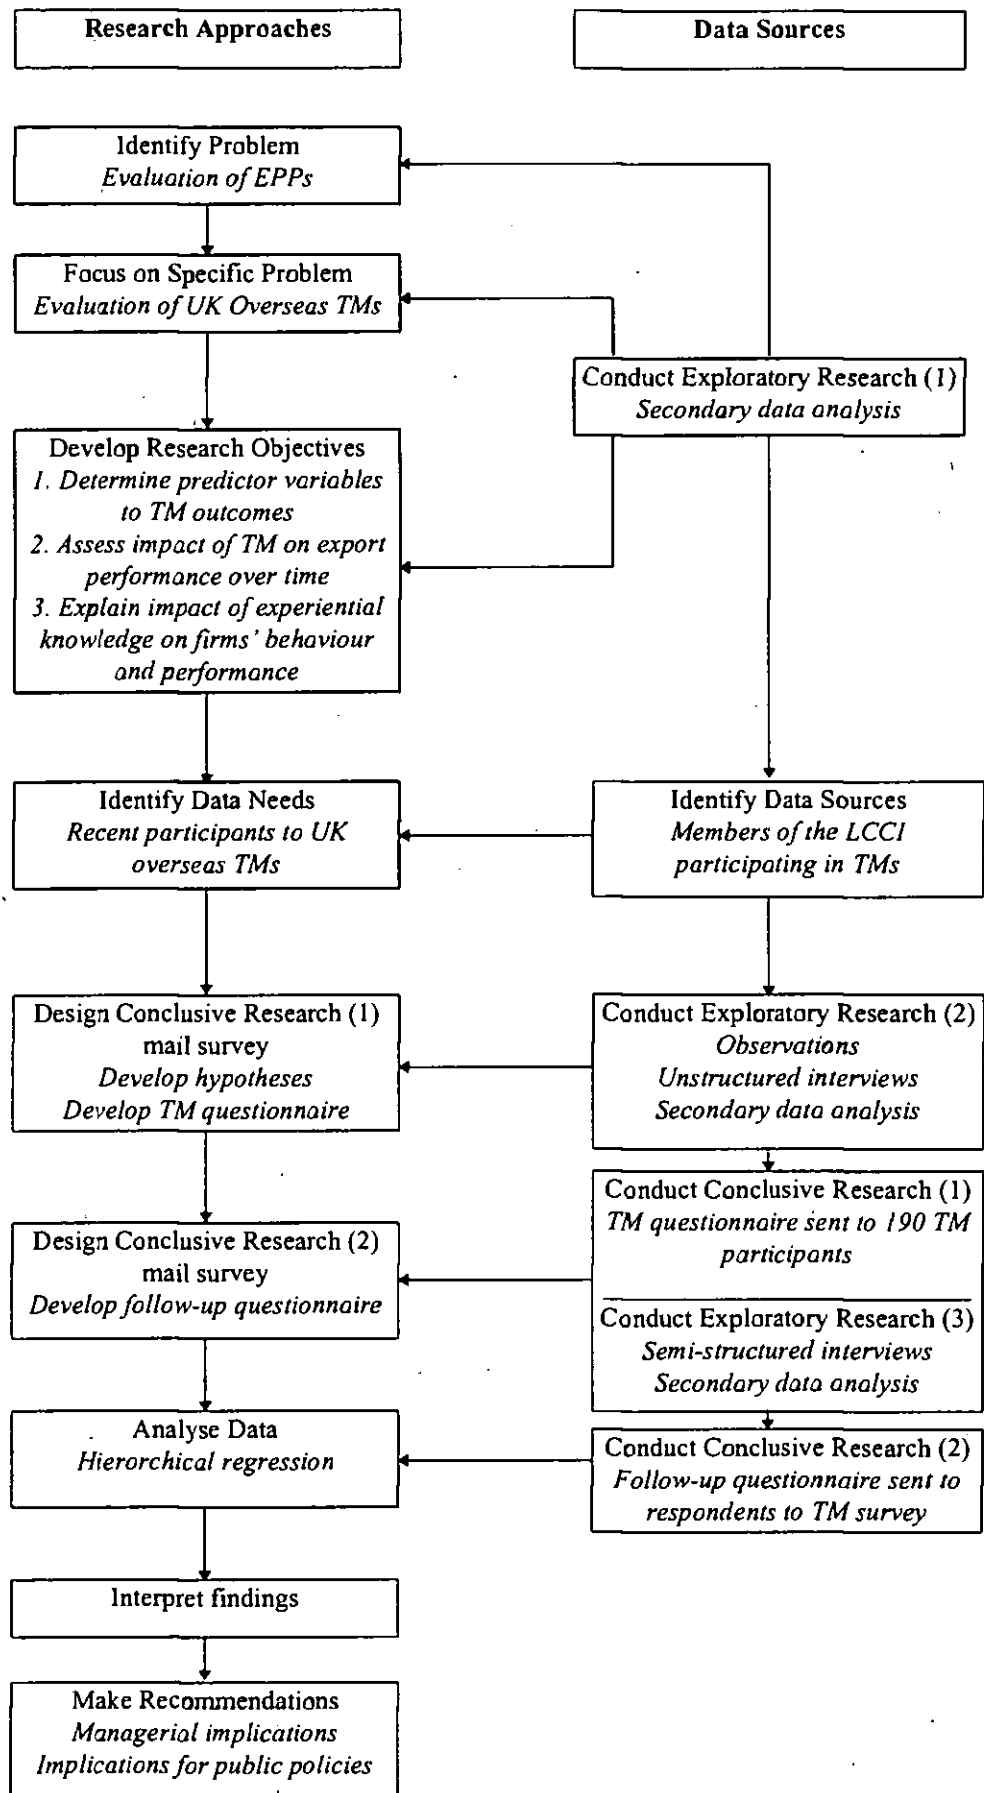 Research Approaches
Data Sources
Identify Problem
Evaluation of EPPs
Focus on Specific Problem
Evaluation of UK Overseas TMs
Conduct Exploratory Research (1)
Secondary data analysis
Develop Research Objectives
1. Determine predictor variables
to TM outcomes
2. Assess impact of TM on export
performance over time
3. Explain impact of experiential
knowledge on firms' behaviour
and performance
Identify Data Needs
Recent participants to UK
overseas TMs
Identify Data Sources
Members of the LCCI
participating in TMs
Design Conclusive Research (1)
mail survey
Develop hypotheses
Develop TM questionnaire
Conduct Exploratory Research (2)
Observations
Unstructured interviews
Secondary data analysis
Conduct Conclusive Research (1)
TM questionnaire sent to 190 TM
participants
Design Conclusive Research (2)
mail survey
Develop follow-up questionnaire
Conduct Exploratory Research (3)
Semi-structured interviews
Secondary data analysis
Analyse Data
Hierarchical regression
Conduct Conclusive Research (2)
Follow-up questionnaire sent to
respondents to TM survey
Interpret findings
Make Recommendations
Managerial implications
Implications for public policies